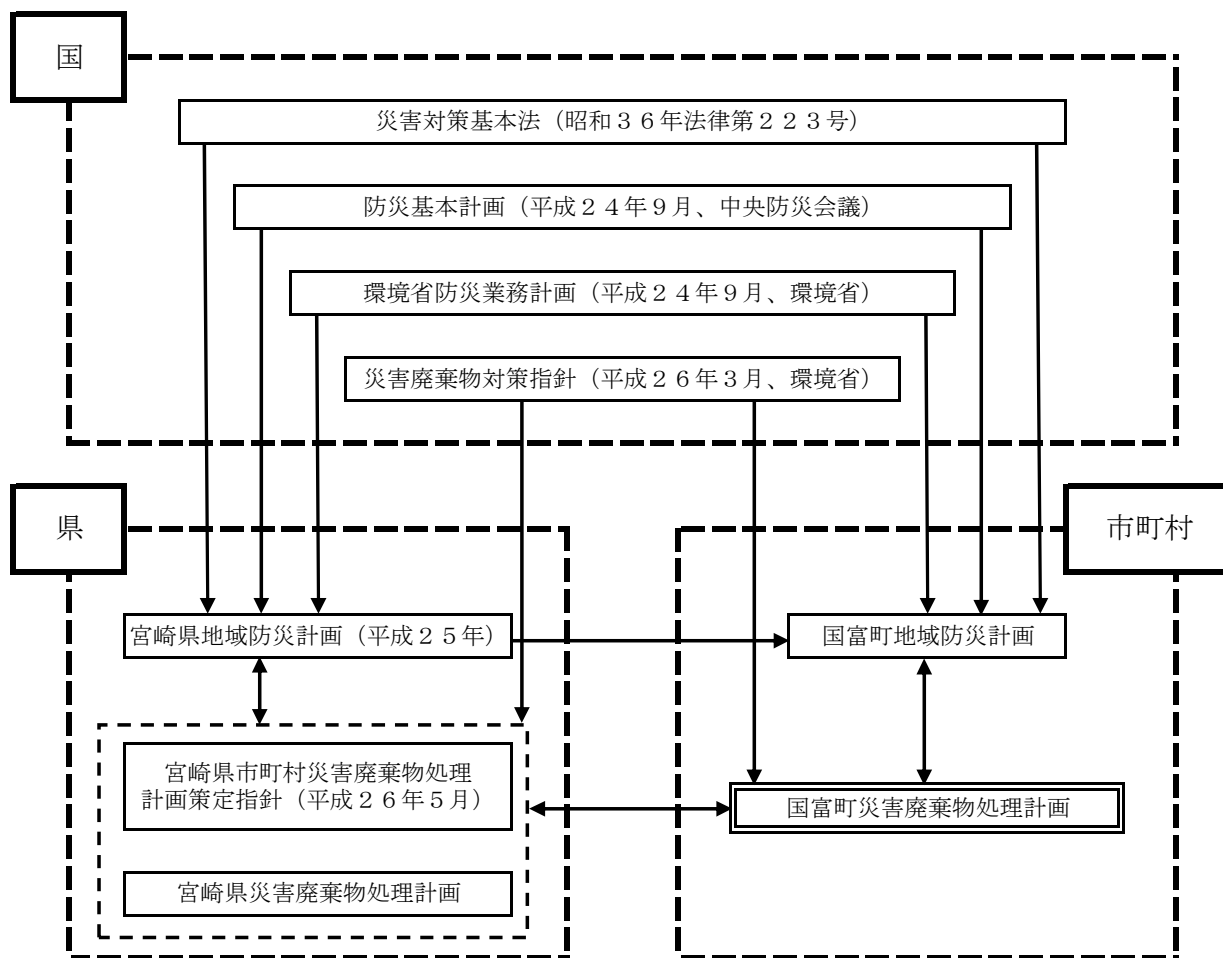 国
災害対策基本法（昭和３６年法律第２２３号）
防災基本計画（平成２４年９月、中央防災会議）
環境省防災業務計画（平成２４年９月、環境省）
災害廃棄物対策指針（平成２６年３月、環境省）
県
市町村
宮崎県地域防災計画（平成２５年）
国富町地域防災計画
宮崎県市町村災害廃棄物処理
計画策定指針（平成２６年５月）
国富町災害廃棄物処理計画
宮崎県災害廃棄物処理計画